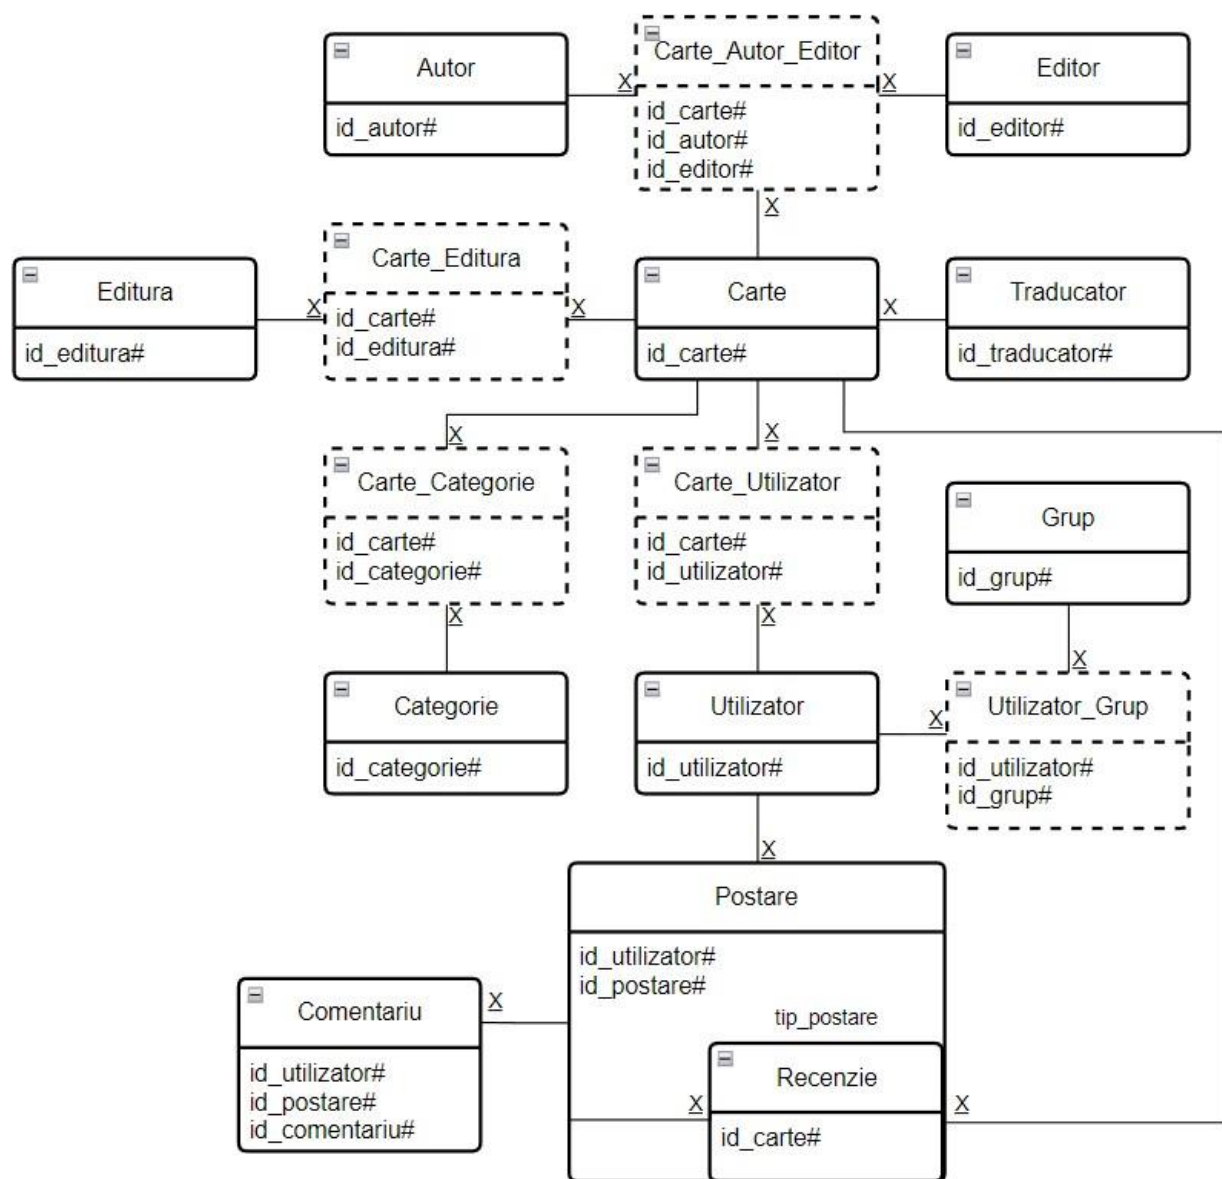 Autor
id_autor#
X
Carte_Autor_Editor
id_carte#
id_autor#
id_editor#
X
Editor
id_editor#
X
Editura
id_editura#
X
Carte_Editura
id_carte#
id_editura#
X
Carte
id_carte#
X
Traducator
id_traducator#
X
Carte_Categorie
id_carte#
id_categorie#
X
X
Carte_Utilizator
id_carte#
id_utilizator#
X
Grup
id_grup#
X
Categorie
id_categorie#
Utilizator
id_utilizator#
X
Utilizator_Grup
id_utilizator#
id_grup#
X
Postare
id_utilizator#
id_postare#
tip_postare
Comentariu
id_utilizator#
id_postare#
id_comentariu#
X
X
Recenzie
id_carte#
X